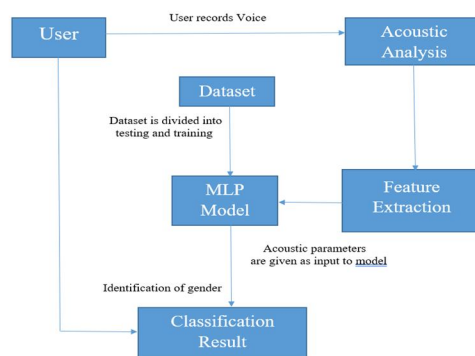 User records Voice
User
Acoustic
Analysis
Dataset
Dataset is divided into
testing and training
MLP
Model
Feature
Extraction
Acoustic parameters
are given as input to model
Identification of gender
Classification
Result